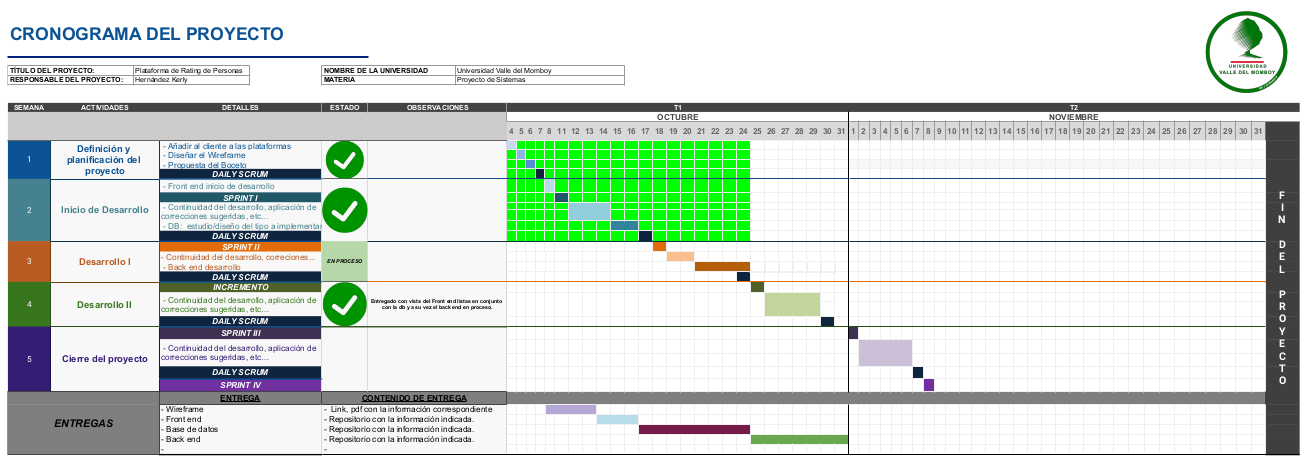 CRONOGRAMA DEL PROYECTO
UNIVERSIDAD
VALLE DEL MOMBOY
TÍTULO DEL PROYECTO: Plataforma de Rating de Personas NOMBRE DE LA UNIVERSIDAD Universidad Valle del Momboy
RESPONSABLE DEL PROYECTO: Hernández Kerly MATERIA Proyecto de Sistemas
SEMANA ACTIVIDADES DETALLES ESTADO OBSERVACIONES T1 T2
OCTUBRE NOVIEMBRE
4 5 6 7 8 11 12 13 14 15 16 17 18 19 20 21 22 23 24 25 26 27 28 29 30 31 1 2 3 4 5 6 7 8 9 10 11 12 13 14 15 16 17 18 19 20 21 22 23 24 25 26 27 28 29 30 31
1
Definición y
planificación del
proyecto
- Añadir al cliente a las plataformas
- Diseñar el Wireframe
- Propuesta del Boceto
DAILY SCRUM
2
Inicio de Desarrollo
- Front end inicio de desarrollo
SPRINT I
- Continuidad del desarrollo, aplicación de
correcciones sugeridas, etc...
- DB: estudio/diseño del tipo a implementar
DAILY SCRUM
3
Desarrollo I
SPRINT II
- Continuidad del desarrollo, correciones...
- Back end desarrollo
DAILY SCRUM
EN PROCESO
4
Desarrollo II
INCREMENTO
- Continuidad del desarrollo, aplicación de
correcciones sugeridas, etc...
DAILY SCRUM
Entregado con vista del Front end listas en conjunto
con la db y a su vez el back end en proceso.
5
Cierre del proyecto
SPRINT III
- Continuidad del desarrollo, aplicación de
correcciones sugeridas, etc...
DAILY SCRUM
SPRINT IV
FIN DEL PROYECTO
ENTREGAS
ENTREGA CONTENIDO DE ENTREGA
- Wireframe - Link, pdf con la información correspondiente
- Front end - Repositorio con la información indicada.
- Base de datos - Repositorio con la información indicada.
- Back end - Repositorio con la información indicada.
- -